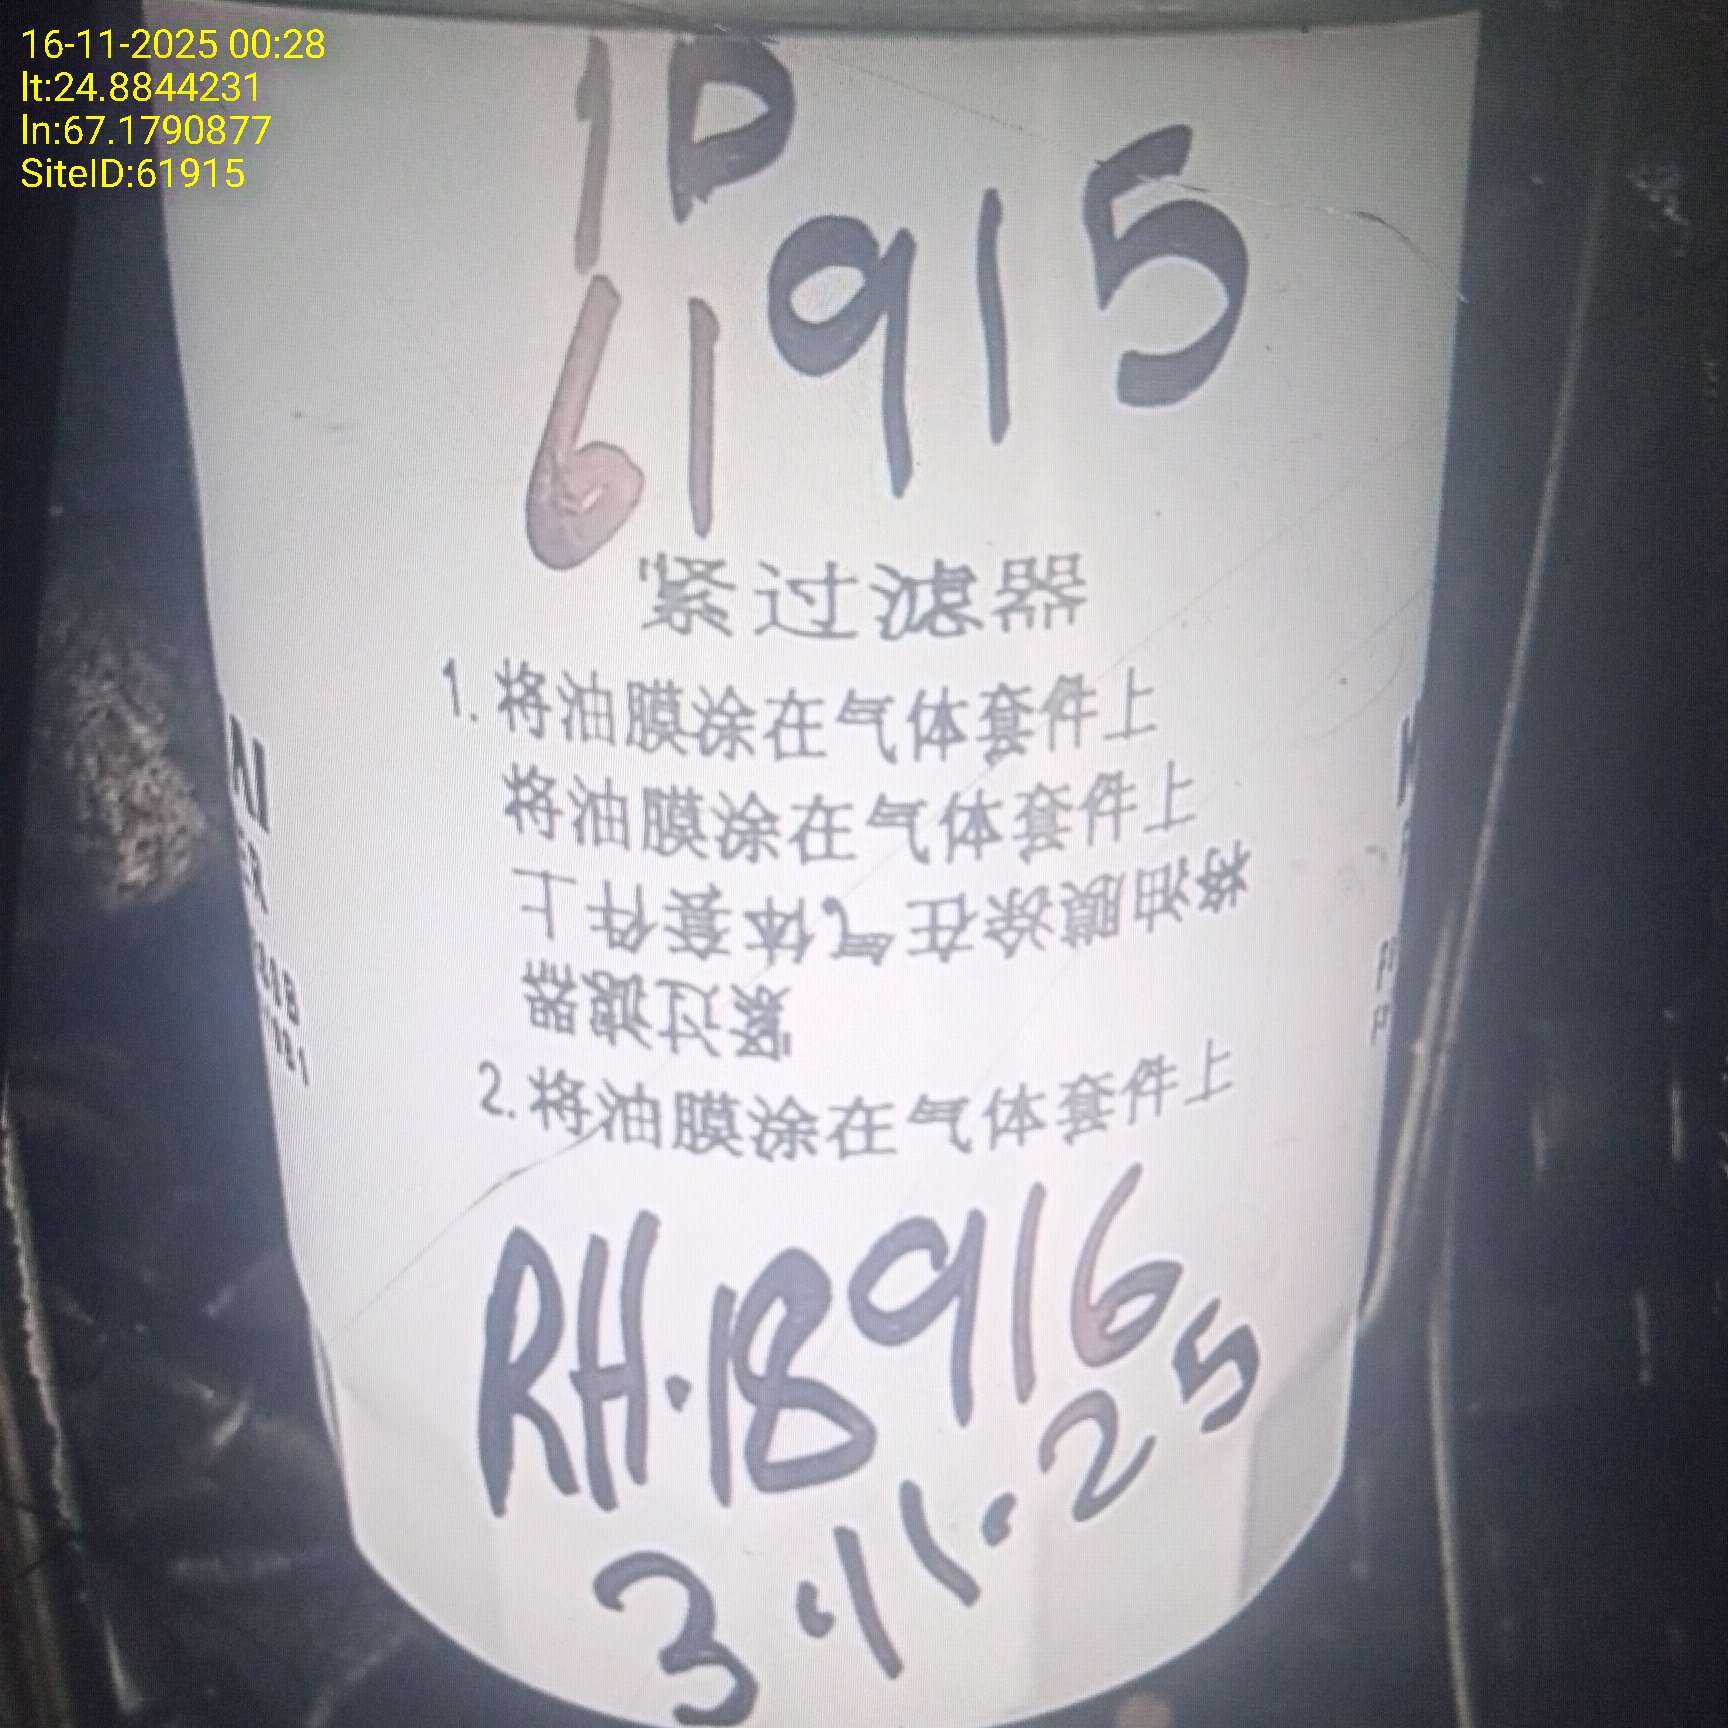 16-11-2025 00:28
lt:24.8844231
ln:67.1790877
SiteID:61915
ID
61915
紧过滤器
1.将油膜涂在气体套件上
将油膜涂在气体套件上
2.将油膜涂在气体套件上
RH.18916
3.11.25